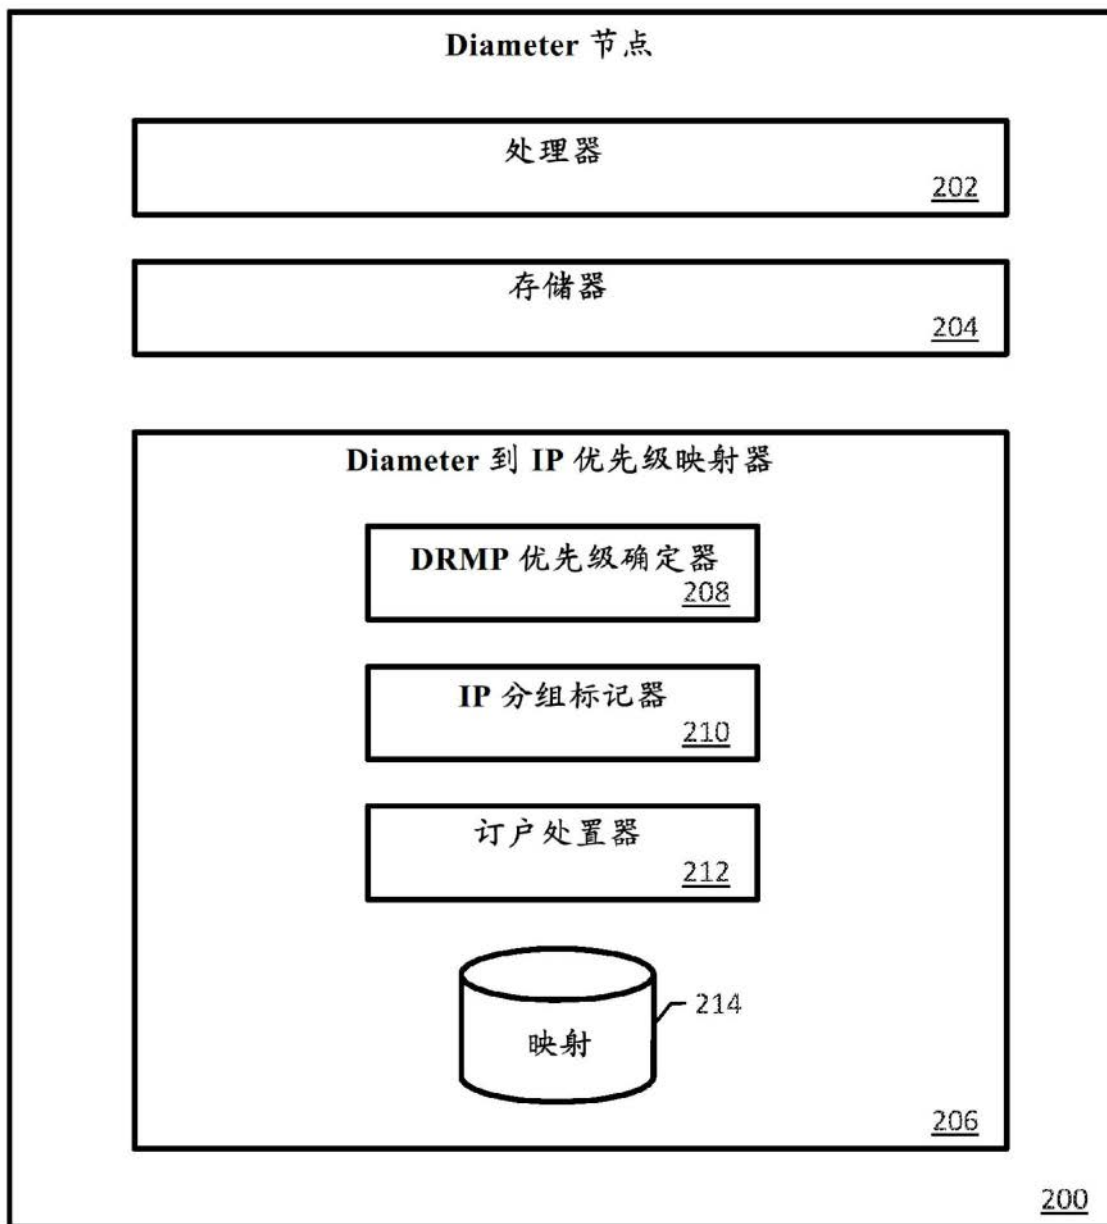 Diameter 节点
处理器
202
存储器
204
Diameter 到 IP 优先级映射器
DRMP 优先级确定器
208
IP 分组标记器
210
订户处置器
212
214
映射
206
200